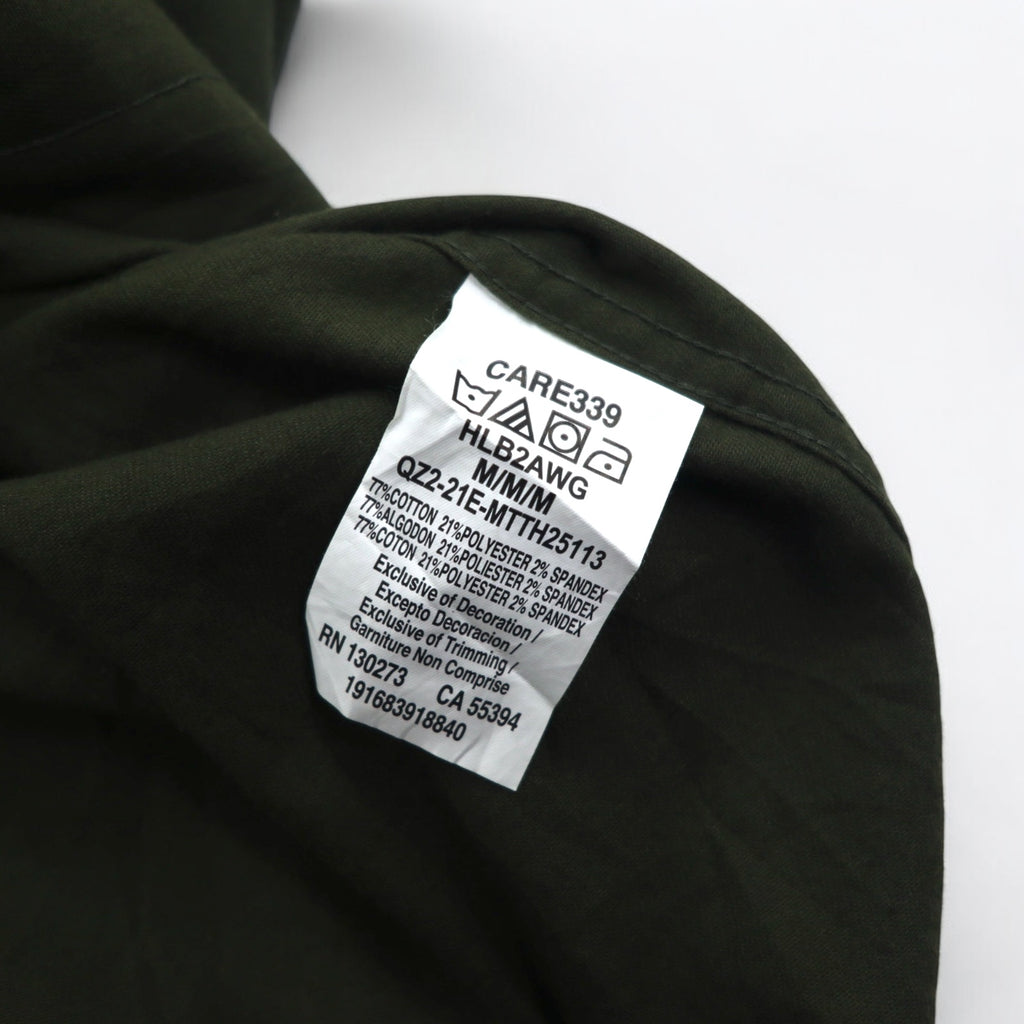 CARE339
HLB2AWG
M/M/M
QZ2-21E-MTTH25113
77%COTTON 21%POLYESTER 2% SPANDEX
77%ALGODON 21%POLIESTER 2% SPANDEX
77%COTON 21%POLYESTER 2% SPANDEX
Exclusive of Decoration /
Excepto Decoracion /
Exclusive of Trimming /
Garniture Non Comprise
RN 130273 CA 55394
191683918840